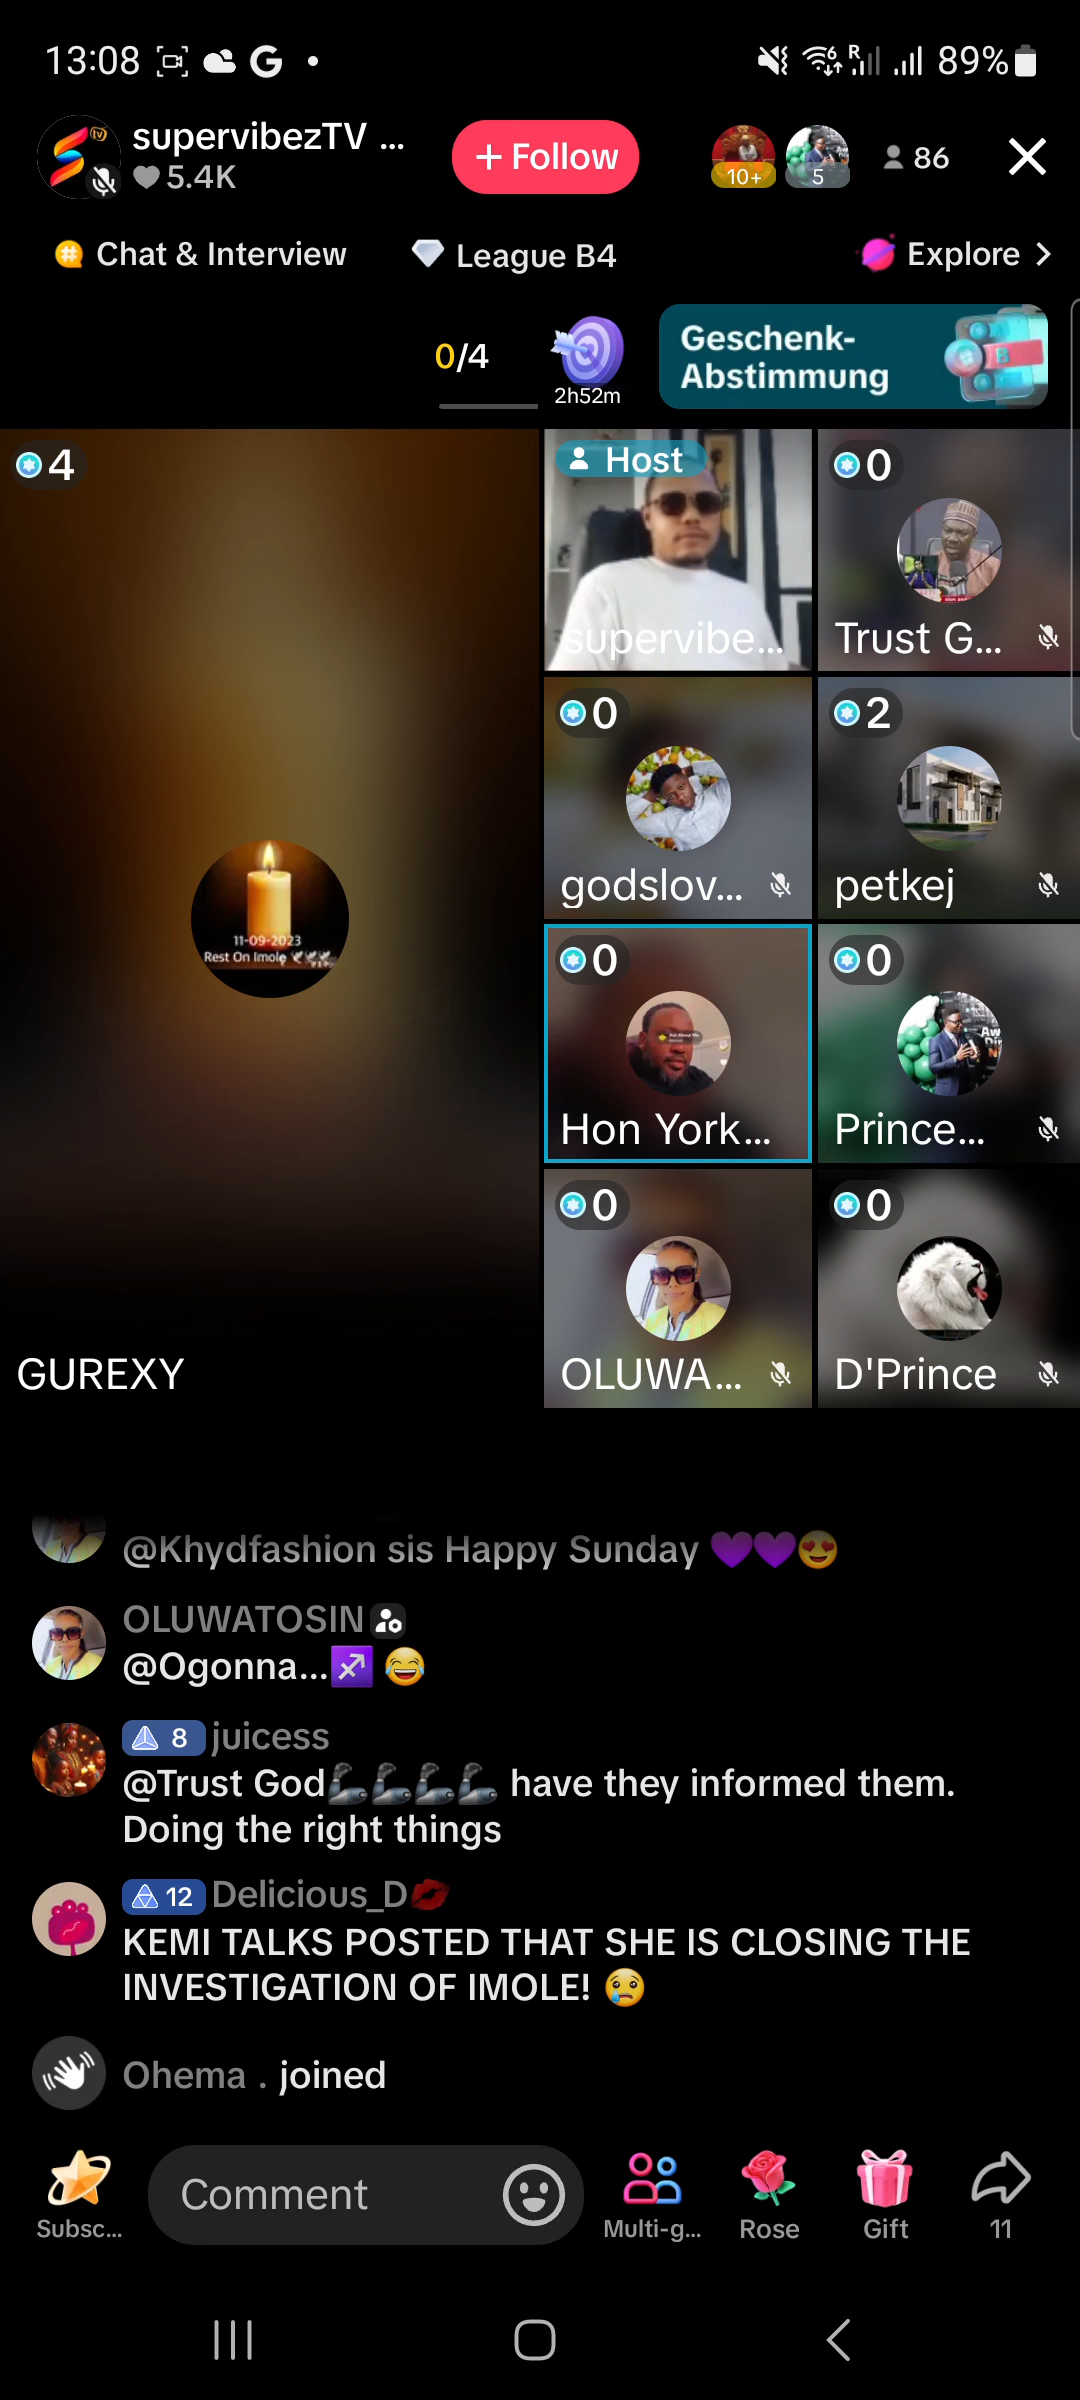 13:08 G 89%
supervibezTV ...
5.4K
+ Follow
10+
5
86
Chat & Interview
League B4
Explore
0/4
2h52m
Geschenk-
Abstimmung
4
11-09-2023
Rest On Imole
GUREXY
Host
supervibe...
0
Trust G...
0
godslov...
2
petkej
0
Hon York...
0
Prince...
0
OLUWA...
0
D'Prince
@Khydfashion sis Happy Sunday 💜💜😍
OLUWATOSIN
@Ogonna...♐ 😂
8 juicess
@Trust God🦾🦾🦾🦾 have they informed them.
Doing the right things
12 Delicious_D💋
KEMI TALKS POSTED THAT SHE IS CLOSING THE
INVESTIGATION OF IMOLE! 😢
Ohema . joined
Subsc...
Comment
Multi-g...
Rose
Gift
11